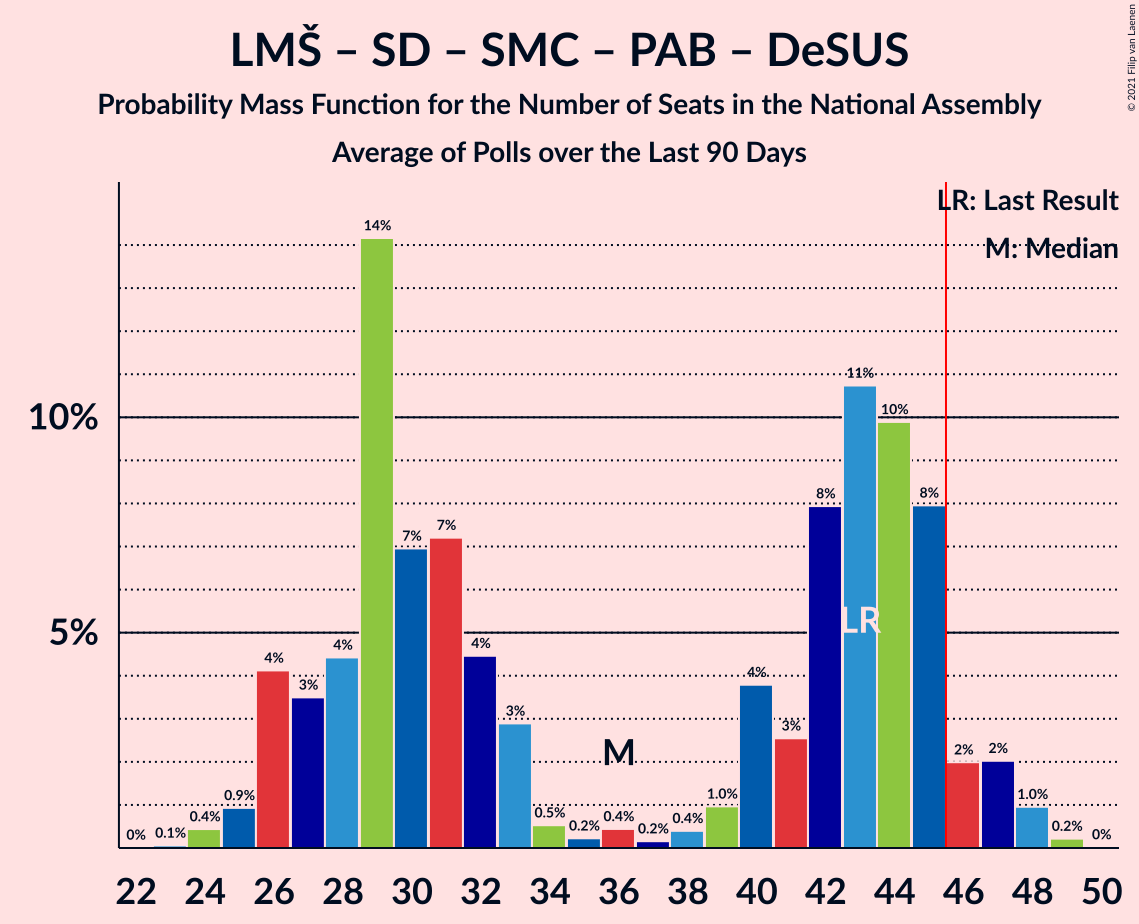 LMŠ – SD – SMC – PAB – DeSUS
Probability Mass Function for the Number of Seats in the National Assembly
Average of Polls over the Last 90 Days
© 2021 Filip van Laenen
LR: Last Result
M: Median
10%
5%
0% 0.1% 0.4% 0.9% 4% 3% 4% 14% 7% 7% 4% 3% 0.5% 0.2% 0.4% 0.2% 0.4% 1.0% 4% 3% 8% 11% 10% 8% 2% 2% 1.0% 0.2% 0%
M
LR
22 24 26 28 30 32 34 36 38 40 42 44 46 48 50